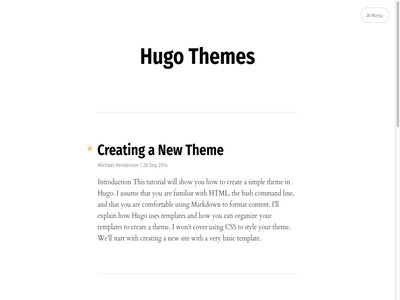 ≡ Menu
Hugo Themes
Creating a New Theme
Michael Henderson | 28 Sep 2014
Introduction This tutorial will show you how to create a simple theme in
Hugo. I assume that you are familiar with HTML, the bash command line,
and that you are comfortable using Markdown to format content. I'll
explain how Hugo uses templates and how you can organize your
templates to create a theme. I won't cover using CSS to style your theme.
We'll start with creating a new site with a very basic template.